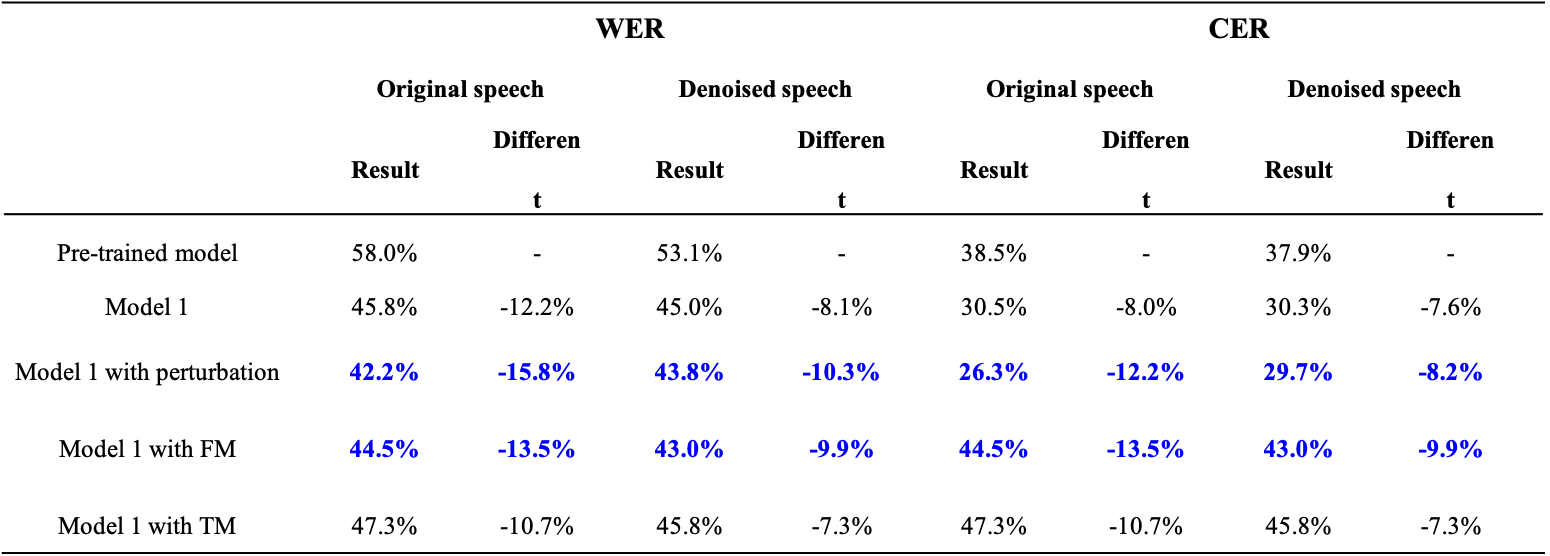 WER CER
Original speech Denoised speech Original speech Denoised speech
Result Differen
t Result Differen
t Result Differen
t Result Differen
t
Pre-trained model 58.0% - 53.1% - 38.5% - 37.9% -
Model 1 45.8% -12.2% 45.0% -8.1% 30.5% -8.0% 30.3% -7.6%
Model 1 with perturbation 42.2% -15.8% 43.8% -10.3% 26.3% -12.2% 29.7% -8.2%
Model 1 with FM 44.5% -13.5% 43.0% -9.9% 44.5% -13.5% 43.0% -9.9%
Model 1 with TM 47.3% -10.7% 45.8% -7.3% 47.3% -10.7% 45.8% -7.3%